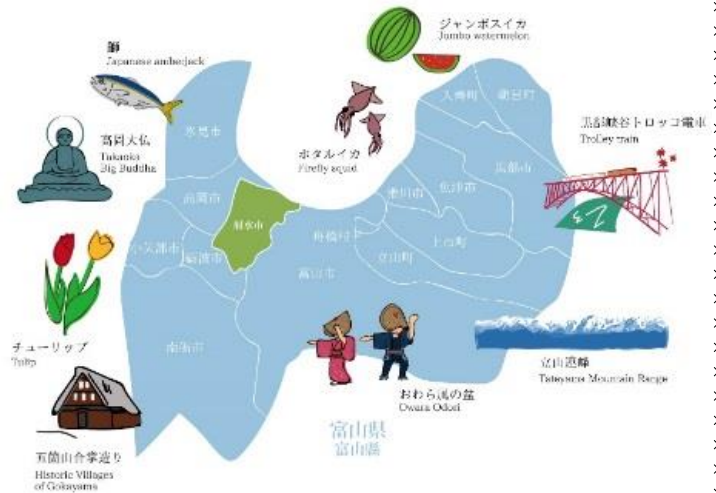 ジャンボスイカ
Jumbo watermelon
鰤
Japanese amberjack
入善町
朝日町
黒部峡谷トロッコ電車
Trolley train
氷見市
高岡大仏
Takaoka
Big Buddha
ホタルイカ
Firefly squid
黒部市
魚津市
滑川市
高岡市
射水市
舟橋村
上市町
小矢部市
砺波市
立山町
富山市
チューリップ
Tulip
南砺市
立山連峰
Tateyama Mountain Range
おわら風の盆
Owara Odori
富山県
富山縣
五箇山合掌造り
Historic Villages
of Gokayama